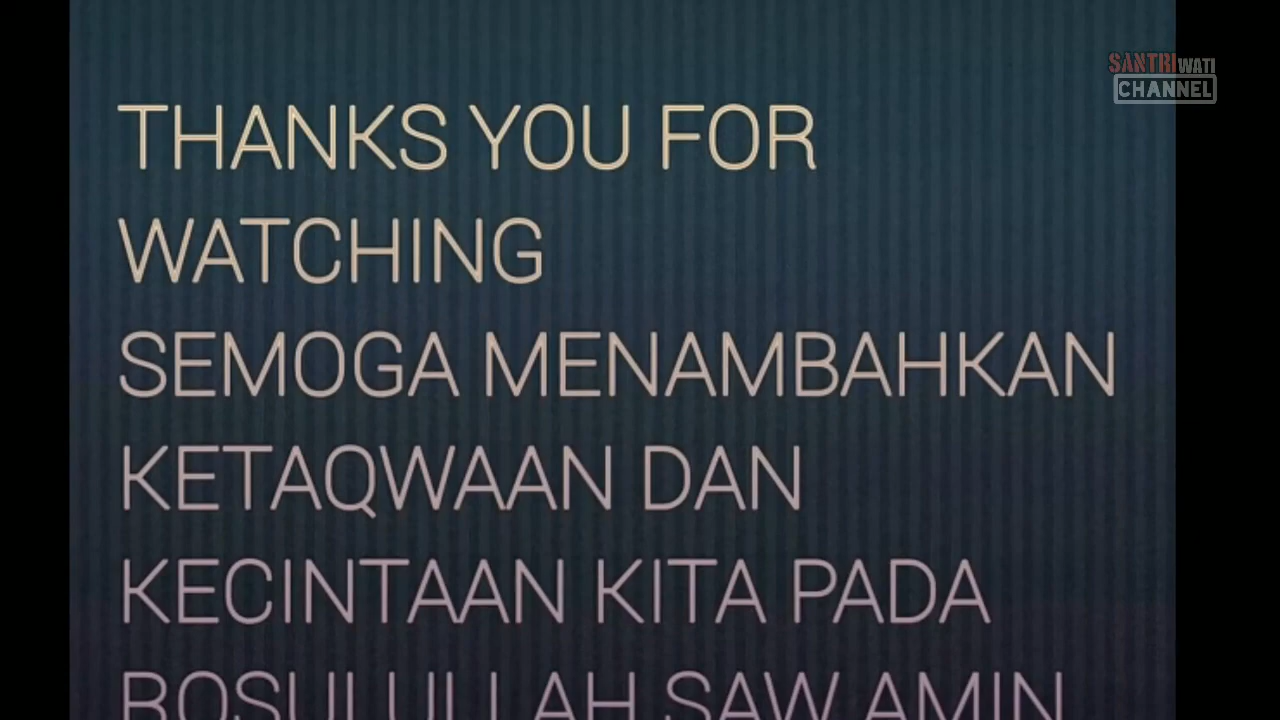 SANTRIWATI
CHANNEL
THANKS YOU FOR
WATCHING
SEMOGA MENAMBAHKAN
KETAQWAAN DAN
KECINTAAN KITA PADA
ROSULULLAH SAW AMIN